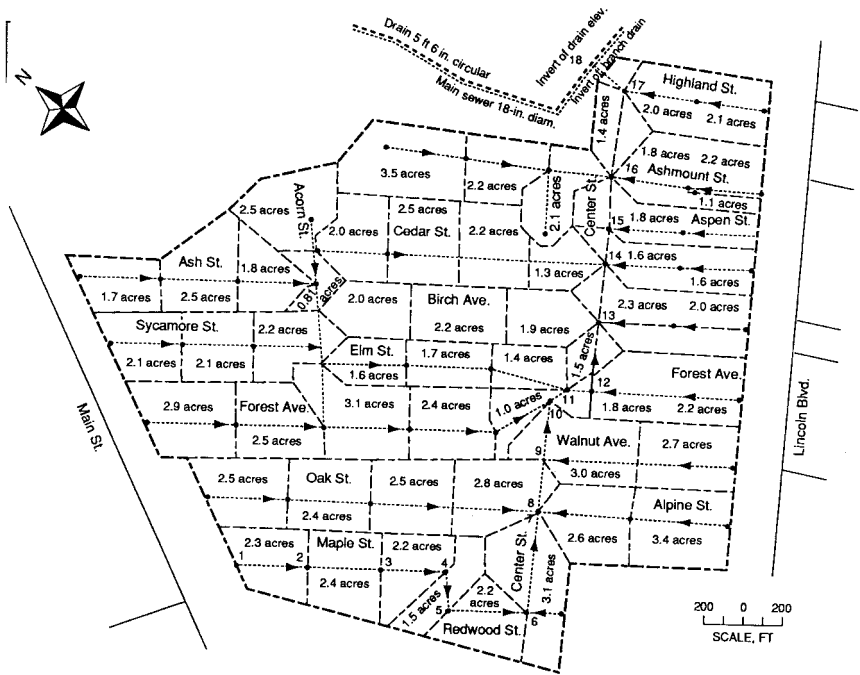 Drain 5 ft 6 in. circular
Main sewer 18-in. diam.
Invert of drain elev.
18
Invert of branch drain
N
17
Highland St.
2.0 acres
2.1 acres
1.4 acres
1.8 acres
2.2 acres
16
Ashmount St.
1.1 acres
3.5 acres
2.2 acres
2.1 acres
Center St.
15
1.8 acres
Aspen St.
2.5 acres
Acorn St.
2.0 acres
2.5 acres
Cedar St.
2.2 acres
14
1.6 acres
1.3 acres
1.6 acres
Ash St.
1.8 acres
1.7 acres
2.5 acres
0.81 acres
2.0 acres
Birch Ave.
2.2 acres
1.9 acres
13
2.3 acres
2.0 acres
Sycamore St.
2.2 acres
2.1 acres
2.1 acres
Elm St.
1.7 acres
1.4 acres
1.6 acres
1.5 acres
Forest Ave.
12
11
1.8 acres
2.2 acres
Lincoln Blvd.
Main St.
2.9 acres
Forest Ave.
2.5 acres
3.1 acres
2.4 acres
1.0 acres
10
Walnut Ave.
2.7 acres
9
3.0 acres
2.5 acres
Oak St.
2.4 acres
2.5 acres
2.8 acres
8
Alpine St.
2.6 acres
3.4 acres
2.3 acres
Maple St.
2.2 acres
1
2
3
4
2.4 acres
1.5 acres
5
2.2
acres
Center St.
6
3.1 acres
Redwood St.
200 0 200
SCALE, FT